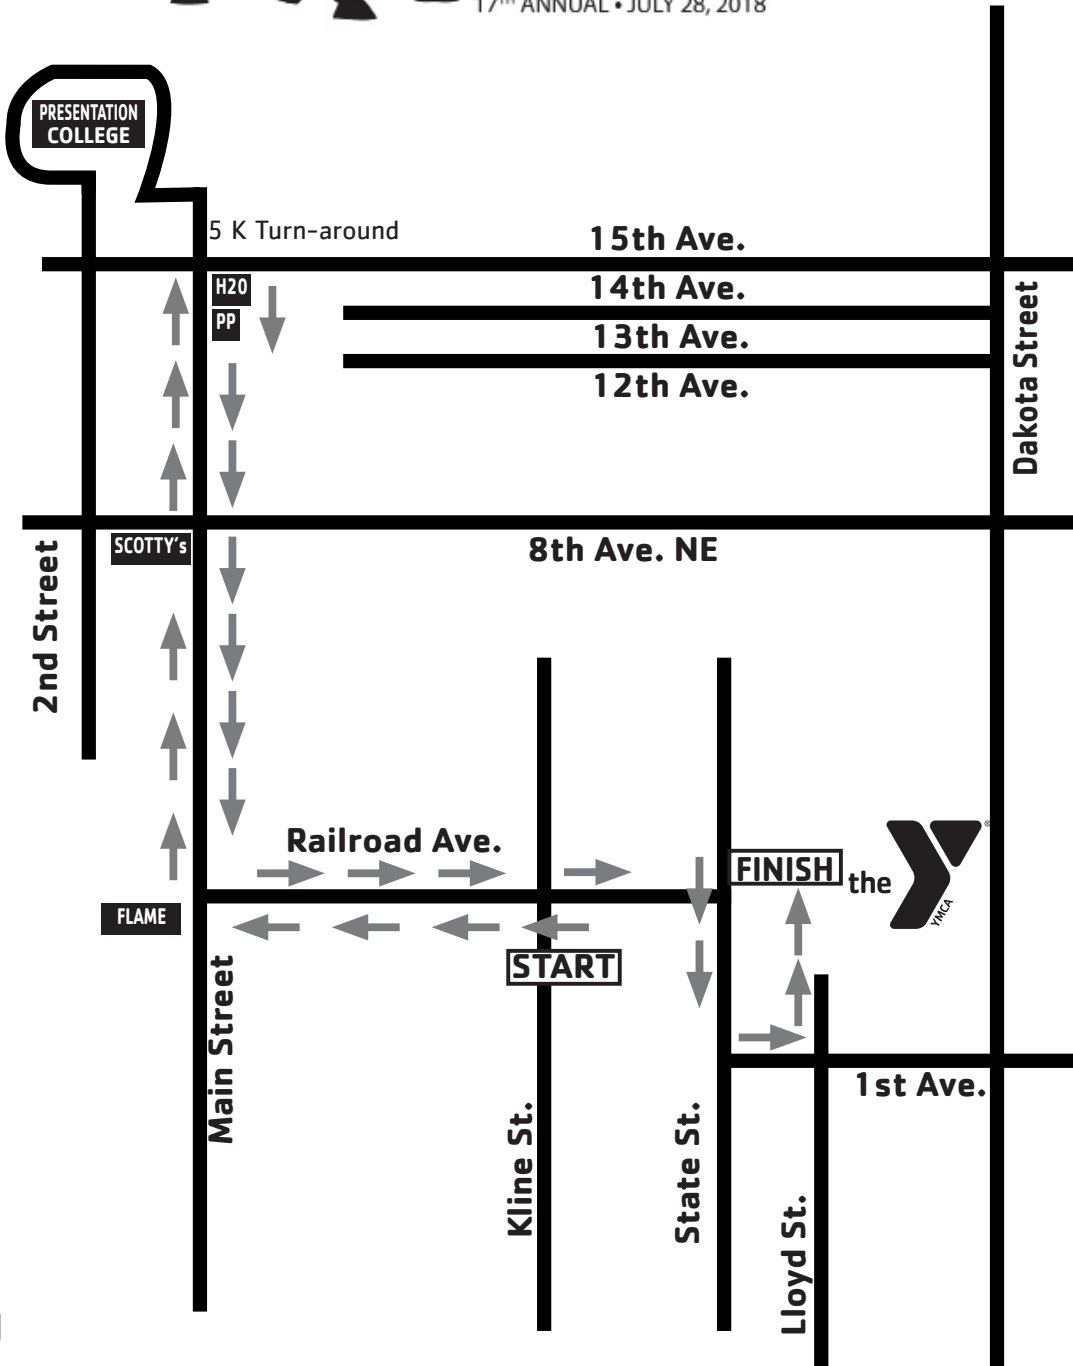 17TH ANNUAL • JULY 28, 2018
PRESENTATION
COLLEGE
5 K Turn-around
15th Ave.
H20
PP
14th Ave.
13th Ave.
12th Ave.
Dakota Street
SCOTTY's
8th Ave. NE
2nd Street
Railroad Ave.
FINISH
the
YMCA
®
FLAME
START
Main Street
1st Ave.
Kline St.
State St.
Lloyd St.